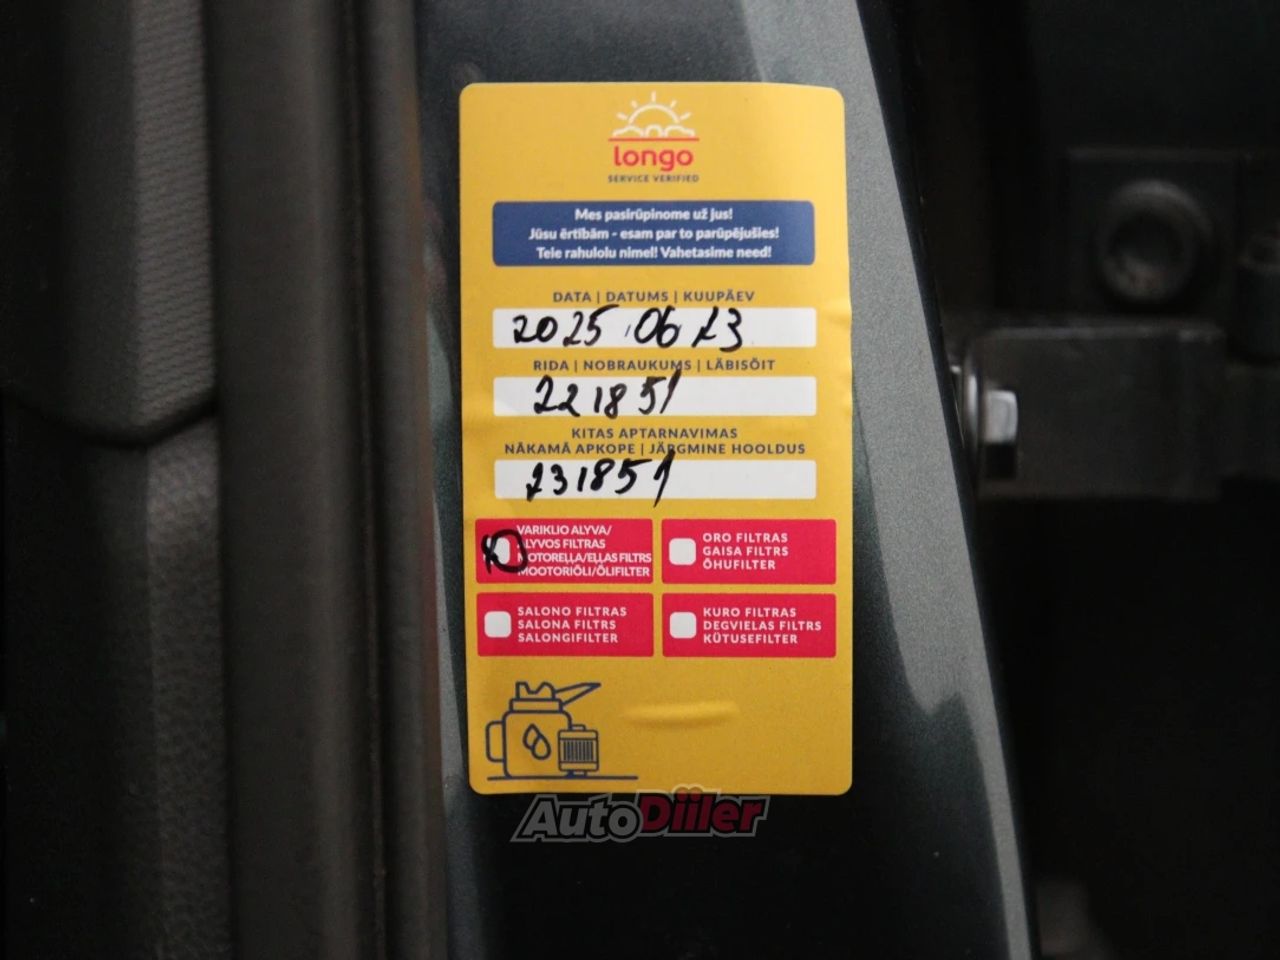 longo
SERVICE VERIFIED
Mes pasirūpinome už jus!
Jūsu ērtībām - esam par to parūpējušies!
Teie rahulolu nimel! Vahetasime need!
DATA | DATUMS | KUUPÄEV
2025.06 23
RIDA | NOBRAUKUMS | LÄBISÕIT
221851
KITAS APTARNAVIMAS
NĀKAMĀ APKOPE | JÄRGMINE HOOLDUS
231851
VARIKLIO ALYVA/
ALYVOS FILTRAS
MOTOREĻĻA/EĻĻAS FILTRS
MOOTORIÕLI/ÕLIFILTER
ORO FILTRAS
GAISA FILTRS
ÕHUFILTER
SALONO FILTRAS
SALONA FILTRS
SALONGIFILTER
KURO FILTRAS
DEGVIELAS FILTRS
KÜTUSEFILTER
AutoDiiler